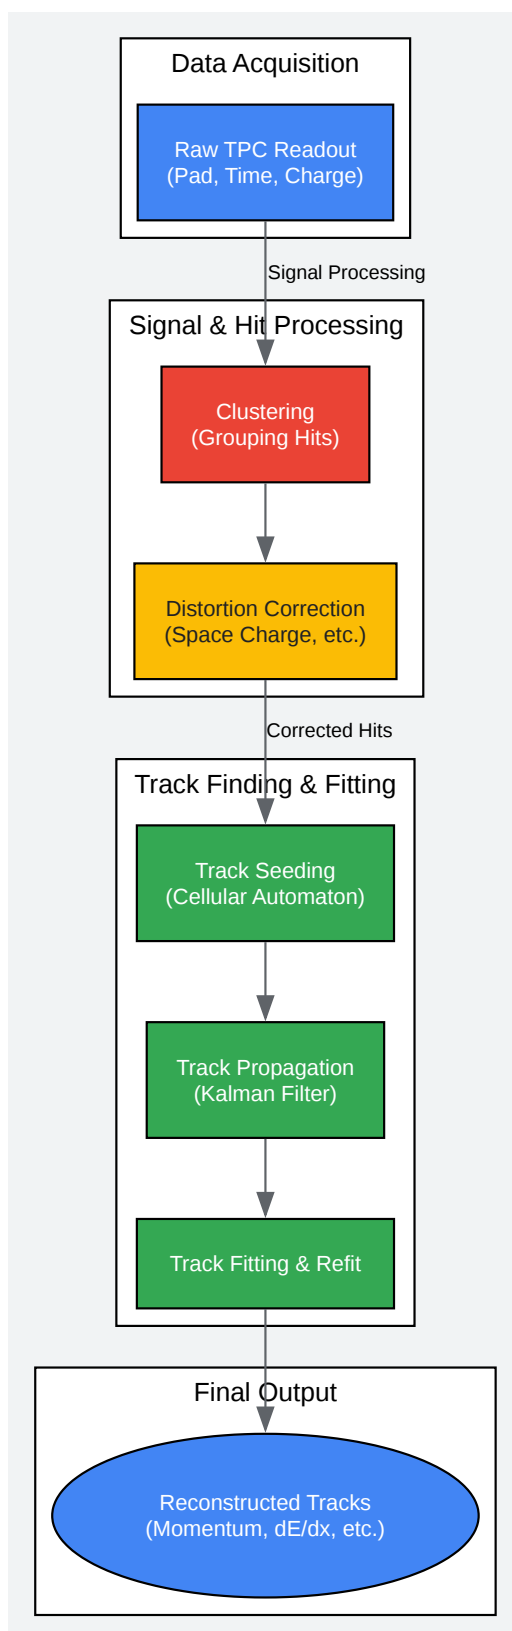 Data Acquisition
Raw TPC Readout
(Pad, Time, Charge)
Signal Processing
Signal & Hit Processing
Clustering
(Grouping Hits)
Distortion Correction
(Space Charge, etc.)
Corrected Hits
Track Finding & Fitting
Track Seeding
(Cellular Automaton)
Track Propagation
(Kalman Filter)
Track Fitting & Refit
Final Output
Reconstructed Tracks
(Momentum, dE/dx, etc.)